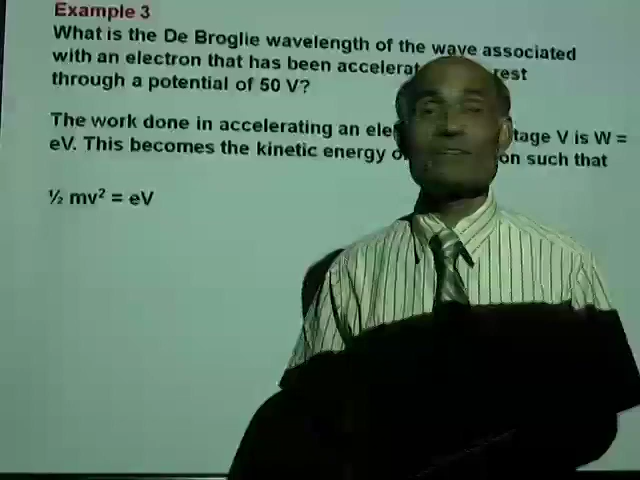 Example 3
What is the De Broglie wavelength of the wave associated
with an electron that has been accelerat rest
through a potential of 50 V?
The work done in accelerating an ele tage V is W =
eV. This becomes the kinetic energy o on such that
½ mv² = eV